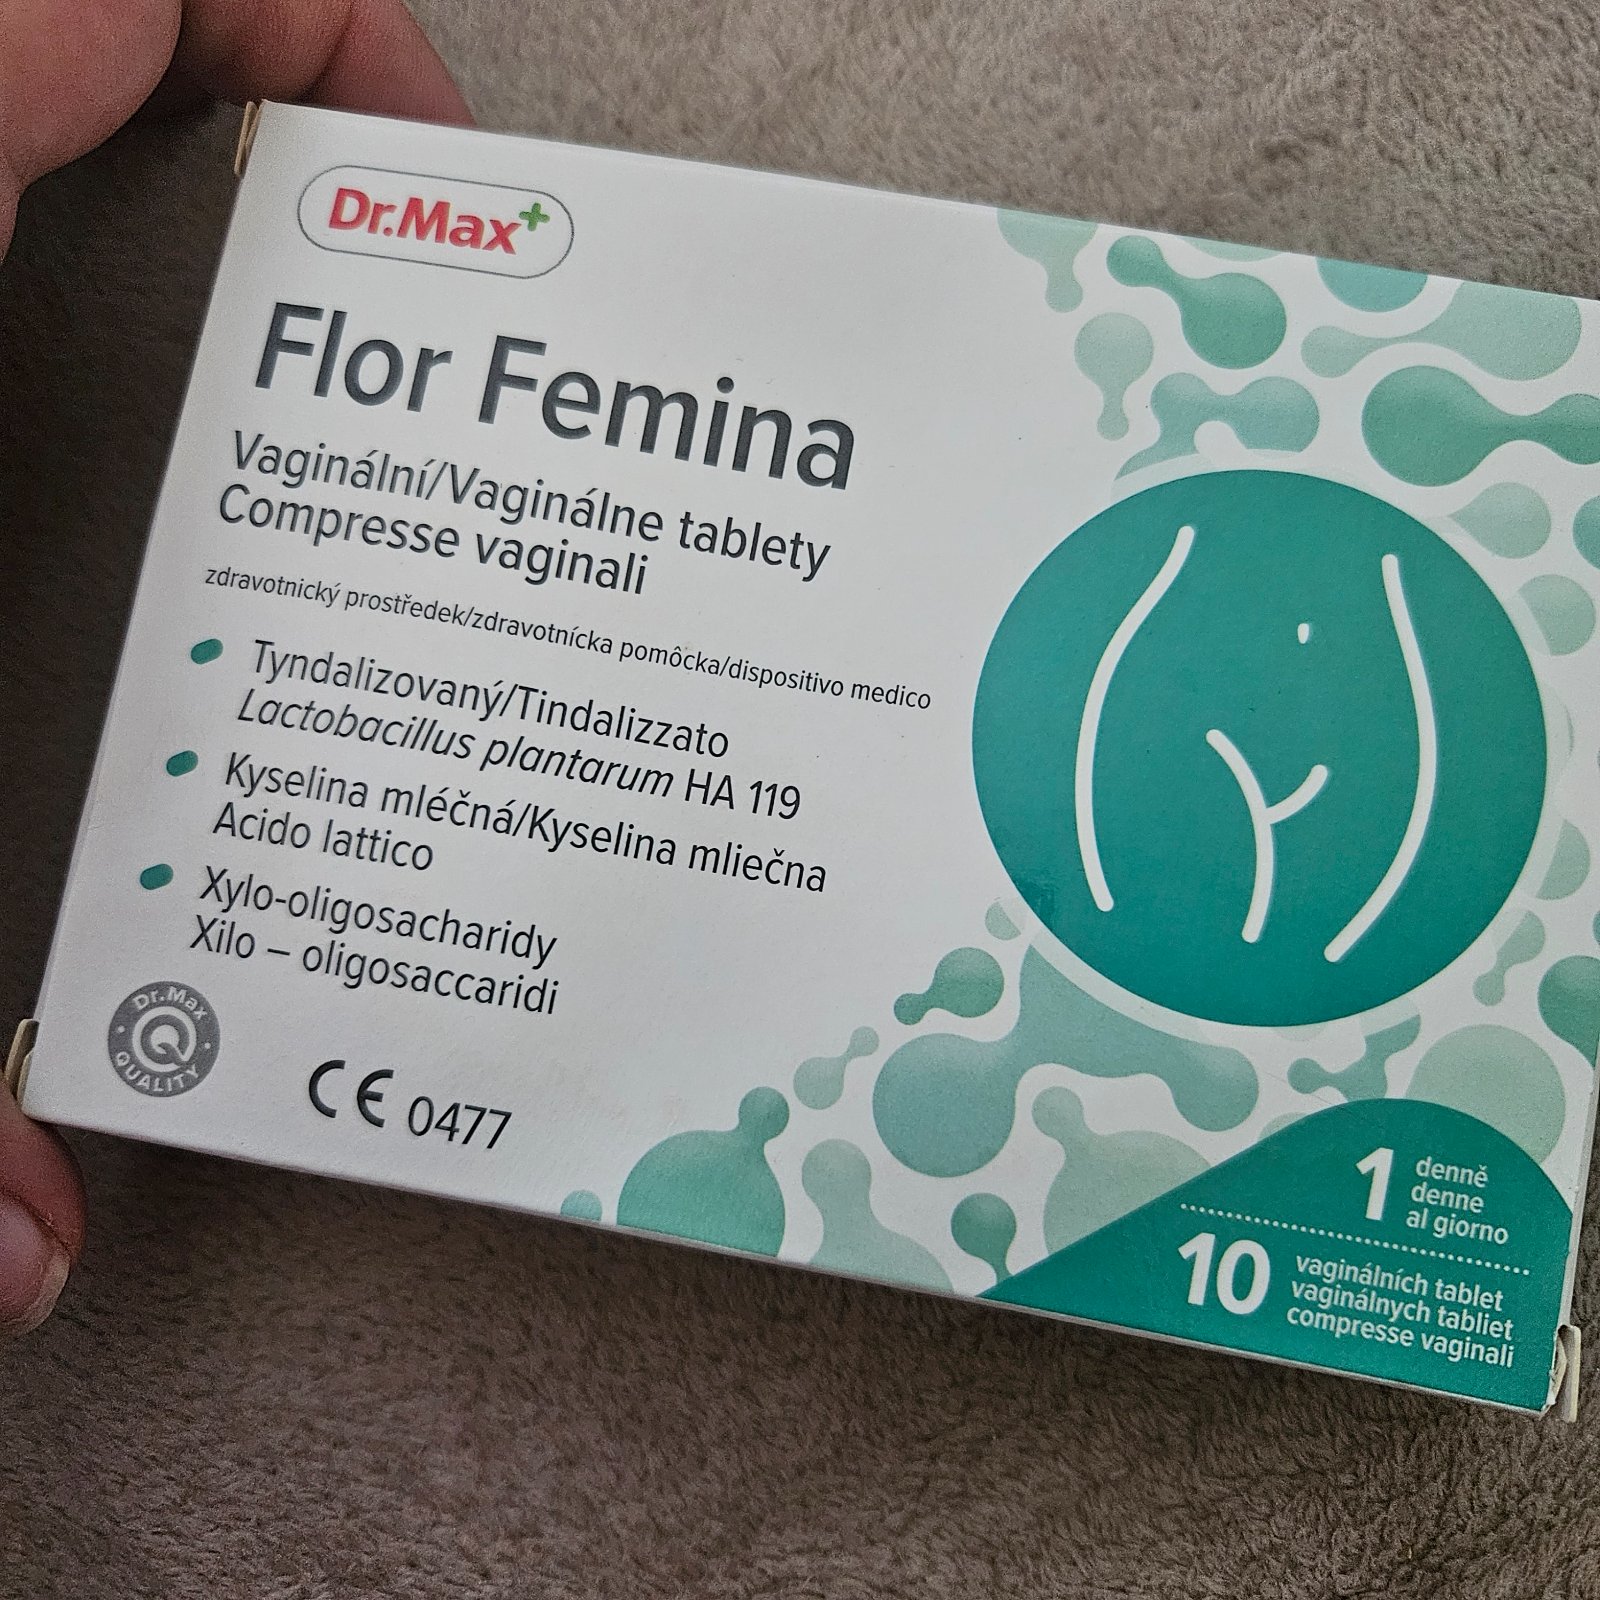 Dr.Max+
Flor Femina
Vaginální/Vaginálne tablety
Compresse vaginali
zdravotnický prostředek/zdravotnícka pomôcka/dispositivo medico
Tyndalizovaný/Tindalizzato
Lactobacillus plantarum HA 119
Kyselina mléčná/Kyselina mliečna
Acido lattico
Xylo-oligosacharidy
Xilo – oligosaccaridi
Dr.Max
Q
QUALITY
CE 0477
1 denně
denne
al giorno
10 vaginálních tablet
vaginálnych tabliet
compresse vaginali